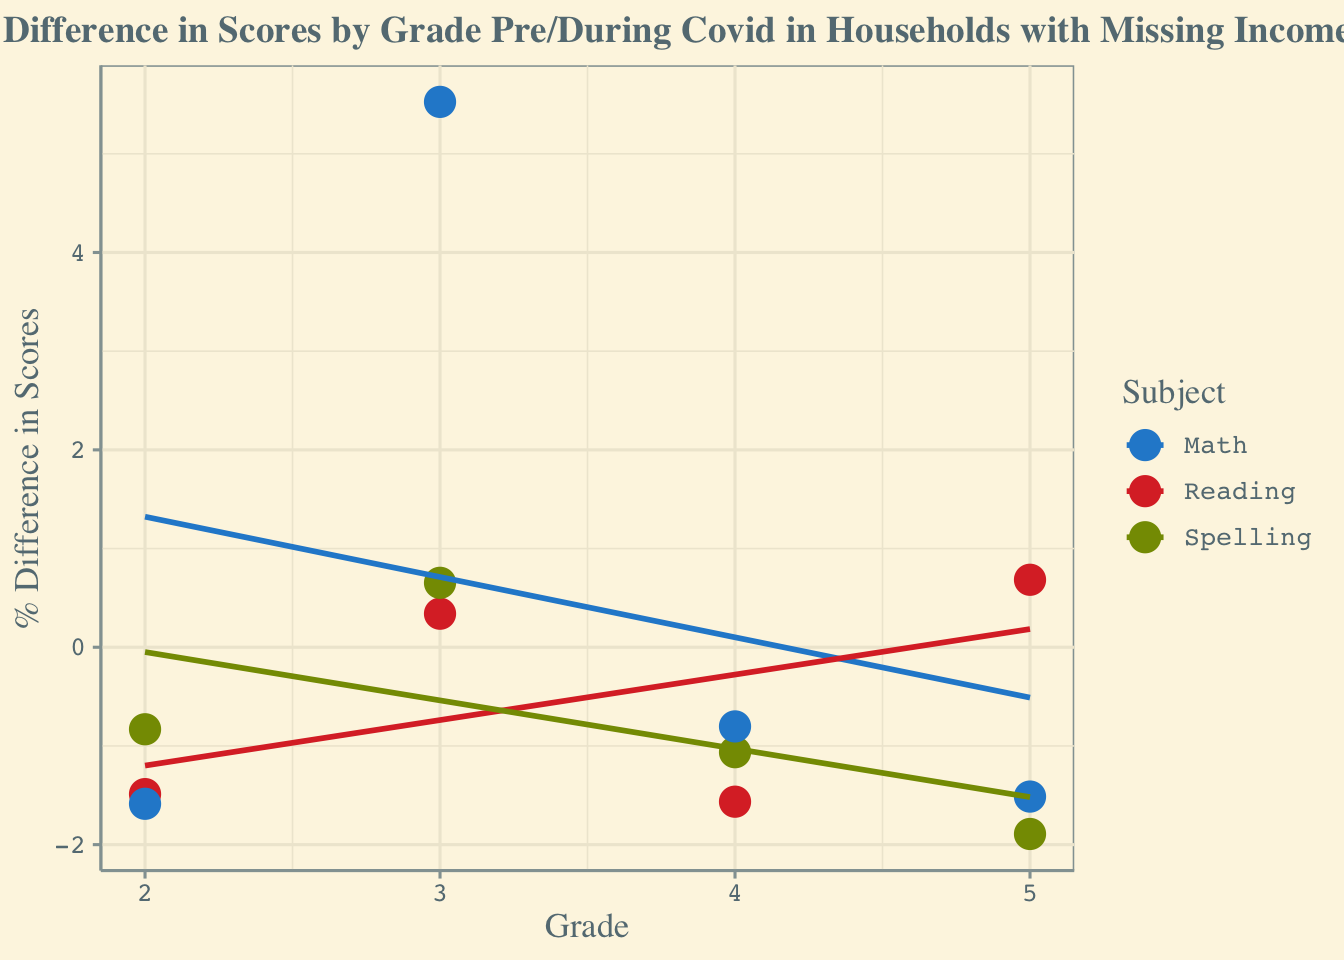 Difference in Scores by Grade Pre/During Covid in Households with Missing Income
% Difference in Scores
4
2
0
−2
2 3 4 5
Grade
Subject
Math
Reading
Spelling